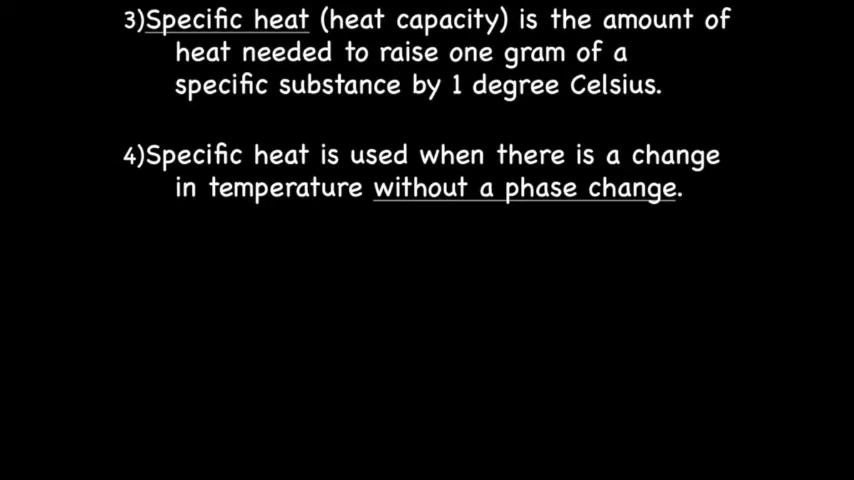 3)Specific heat (heat capacity) is the amount of
heat needed to raise one gram of a
specific substance by 1 degree Celsius.
4)Specific heat is used when there is a change
in temperature without a phase change.